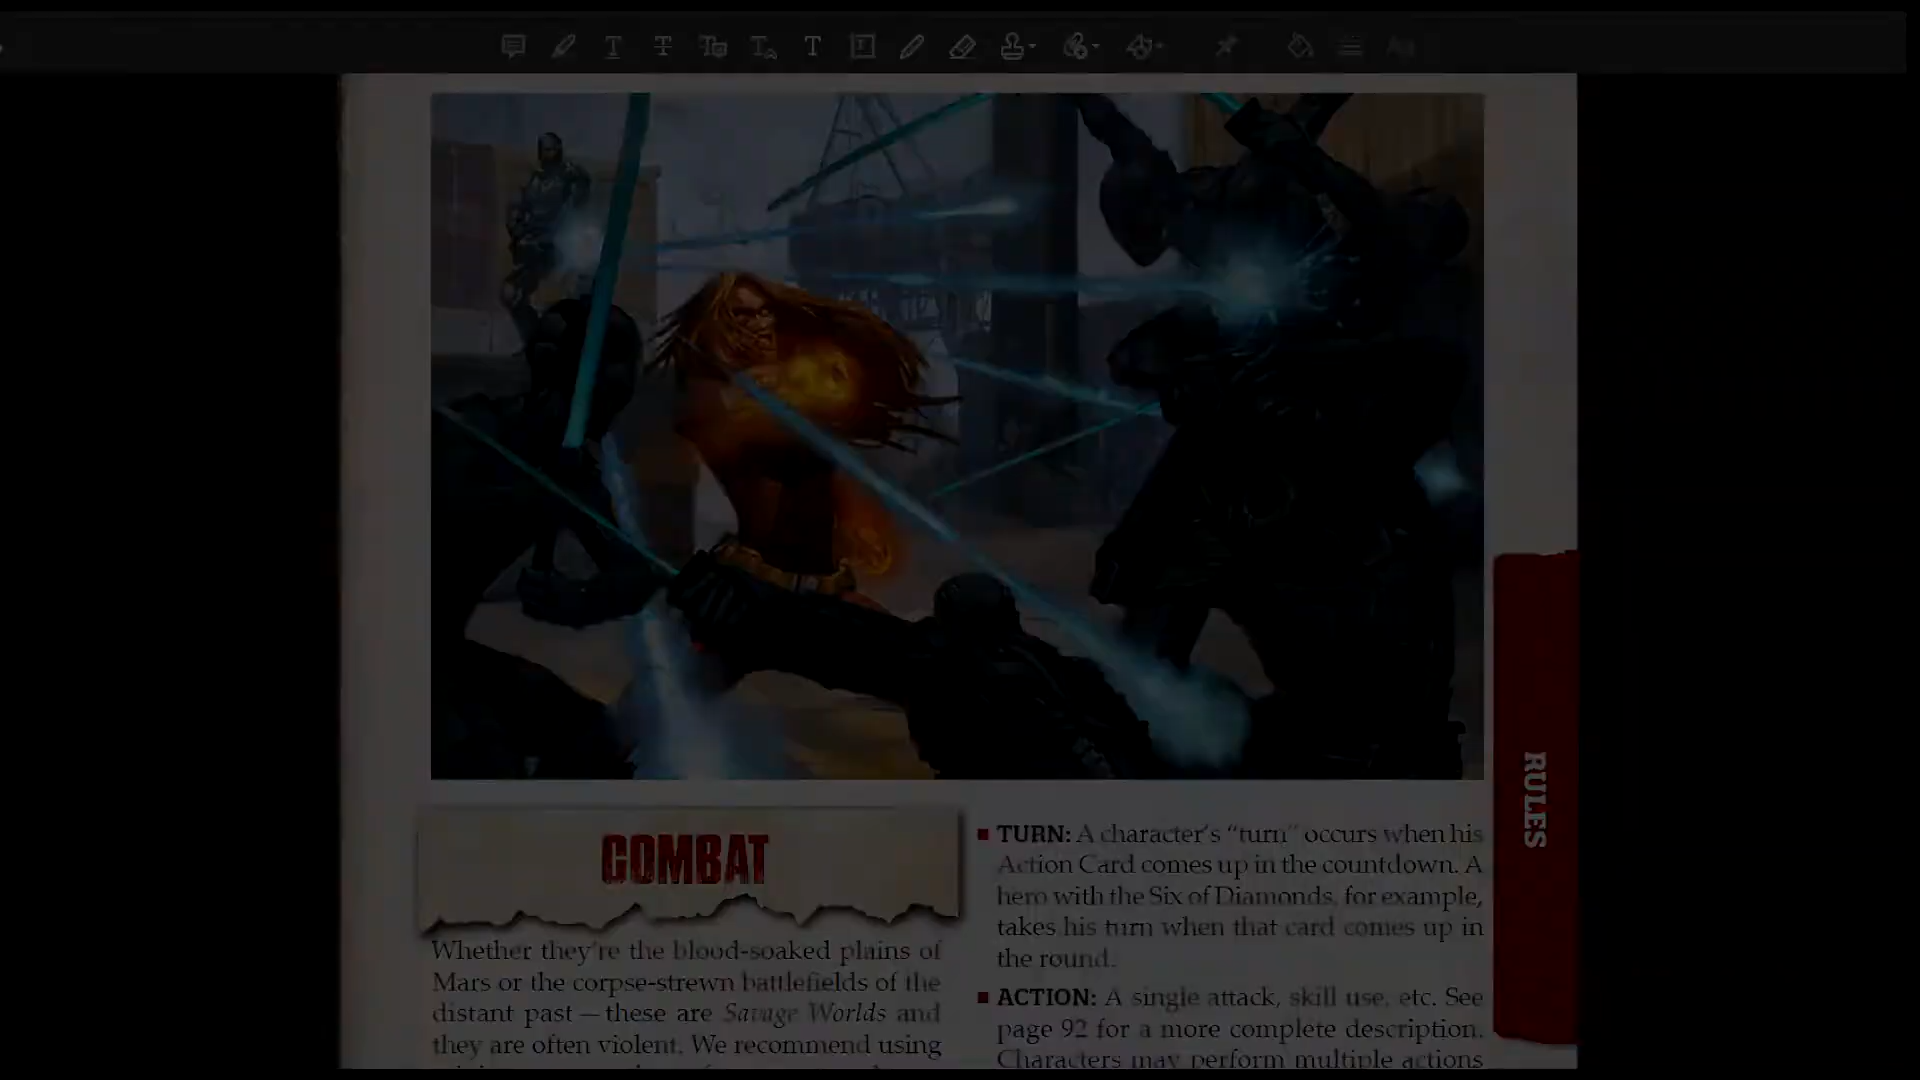 COMBAT
Whether they're the blood-soaked plains of
Mars or the corpse-strewn battlefields of the
distant past—these are Savage Worlds and
they are often violent. We recommend using
■ TURN: A character's “turn” occurs when his
Action Card comes up in the countdown. A
hero with the Six of Diamonds, for example,
takes his turn when that card comes up in
the round.
■ ACTION: A single attack, skill use, etc. See
page 92 for a more complete description.
Characters may perform multiple actions
RULES